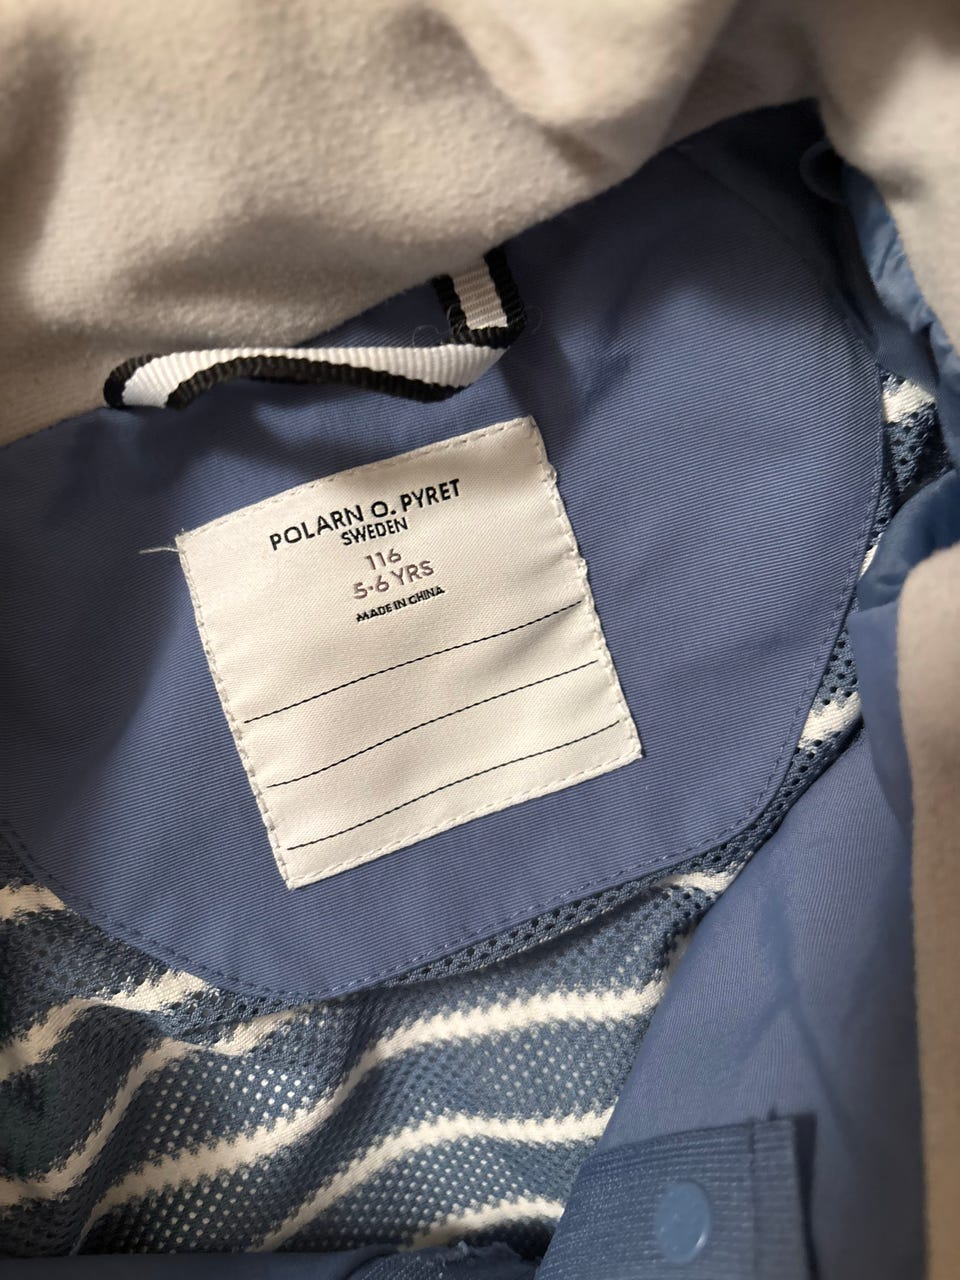 POLARN O. PYRET
SWEDEN
116
5-6 YRS
MADE IN CHINA